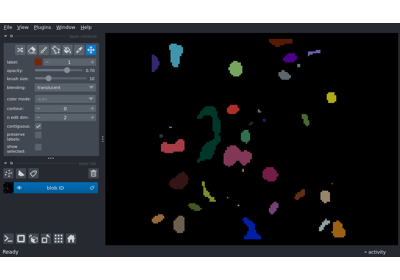 File View Plugins Window Help
label: 1
opacity: 0.70
brush size: 10
blending: translucent
color mode:
contour: 0
n edit dim: 2
contiguous:
preserve
labels:
show
selected:
blob ID
Ready
activity